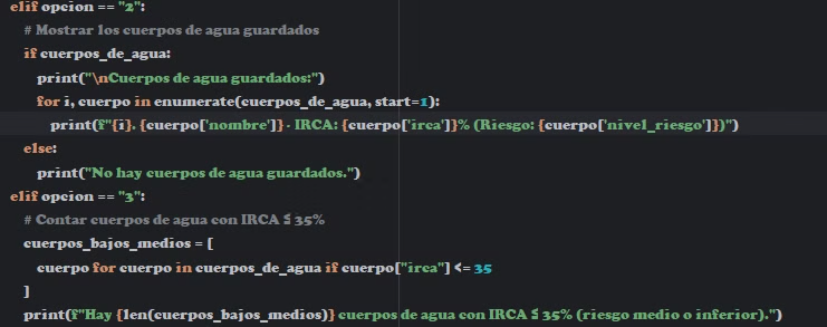 elif opcion == "2":
# Mostrar los cuerpos de agua guardados
if cuerpos_de_agua:
print("\nCuerpos de agua guardados:")
for i, cuerpo in enumerate(cuerpos_de_agua, start=1):
print(f"{i}. {cuerpo['nombre']} - IRCA: {cuerpo['irca']}% (Riesgo: {cuerpo['nivel_riesgo']})")
else:
print("No hay cuerpos de agua guardados.")
elif opcion == "3":
# Contar cuerpos de agua con IRCA ≤ 35%
cuerpos_bajos_medios = [
cuerpo for cuerpo in cuerpos_de_agua if cuerpo["irca"] <= 35
]
print(f"Hay {len(cuerpos_bajos_medios)} cuerpos de agua con IRCA ≤ 35% (riesgo medio o inferior).")